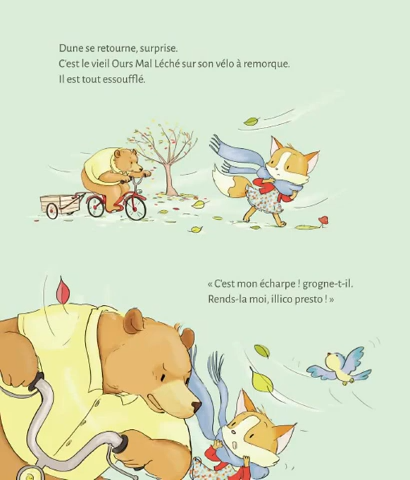 Dune se retourne, surprise.
C'est le vieil Ours Mal Léché sur son vélo à remorque.
Il est tout essoufflé.
« C'est mon écharpe ! grogne-t-il.
Rends-la moi, illico presto ! »